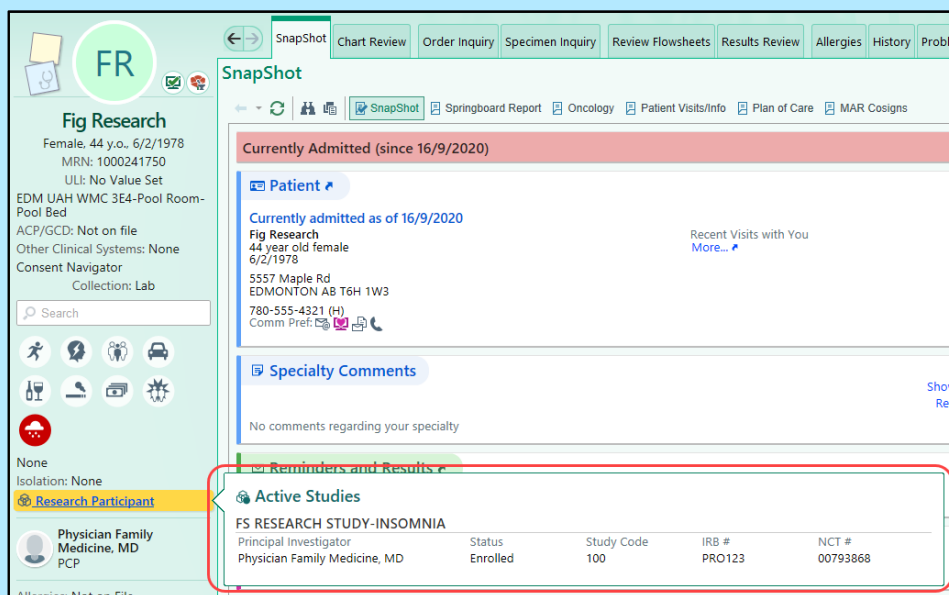 FR
Fig Research
Female, 44 y.o., 6/2/1978
MRN: 1000241750
ULI: No Value Set
EDM UAH WMC 3E4-Pool Room-
Pool Bed
ACP/GCD: Not on file
Other Clinical Systems: None
Consent Navigator
Collection: Lab
Search
None
Isolation: None
Research Participant
Physician Family
Medicine, MD
PCP
Allergies: Not on File
SnapShot Chart Review Order Inquiry Specimen Inquiry Review Flowsheets Results Review Allergies History Probl
SnapShot
SnapShot Springboard Report Oncology Patient Visits/Info Plan of Care MAR Cosigns
Currently Admitted (since 16/9/2020)
Patient
Currently admitted as of 16/9/2020
Fig Research
44 year old female
6/2/1978
5557 Maple Rd
EDMONTON AB T6H 1W3
780-555-4321 (H)
Comm Pref:
Recent Visits with You
More...
Specialty Comments
Show
Re
No comments regarding your specialty
Reminders and Results
Active Studies
FS RESEARCH STUDY-INSOMNIA
Principal Investigator Status Study Code IRB # NCT #
Physician Family Medicine, MD Enrolled 100 PRO123 00793868